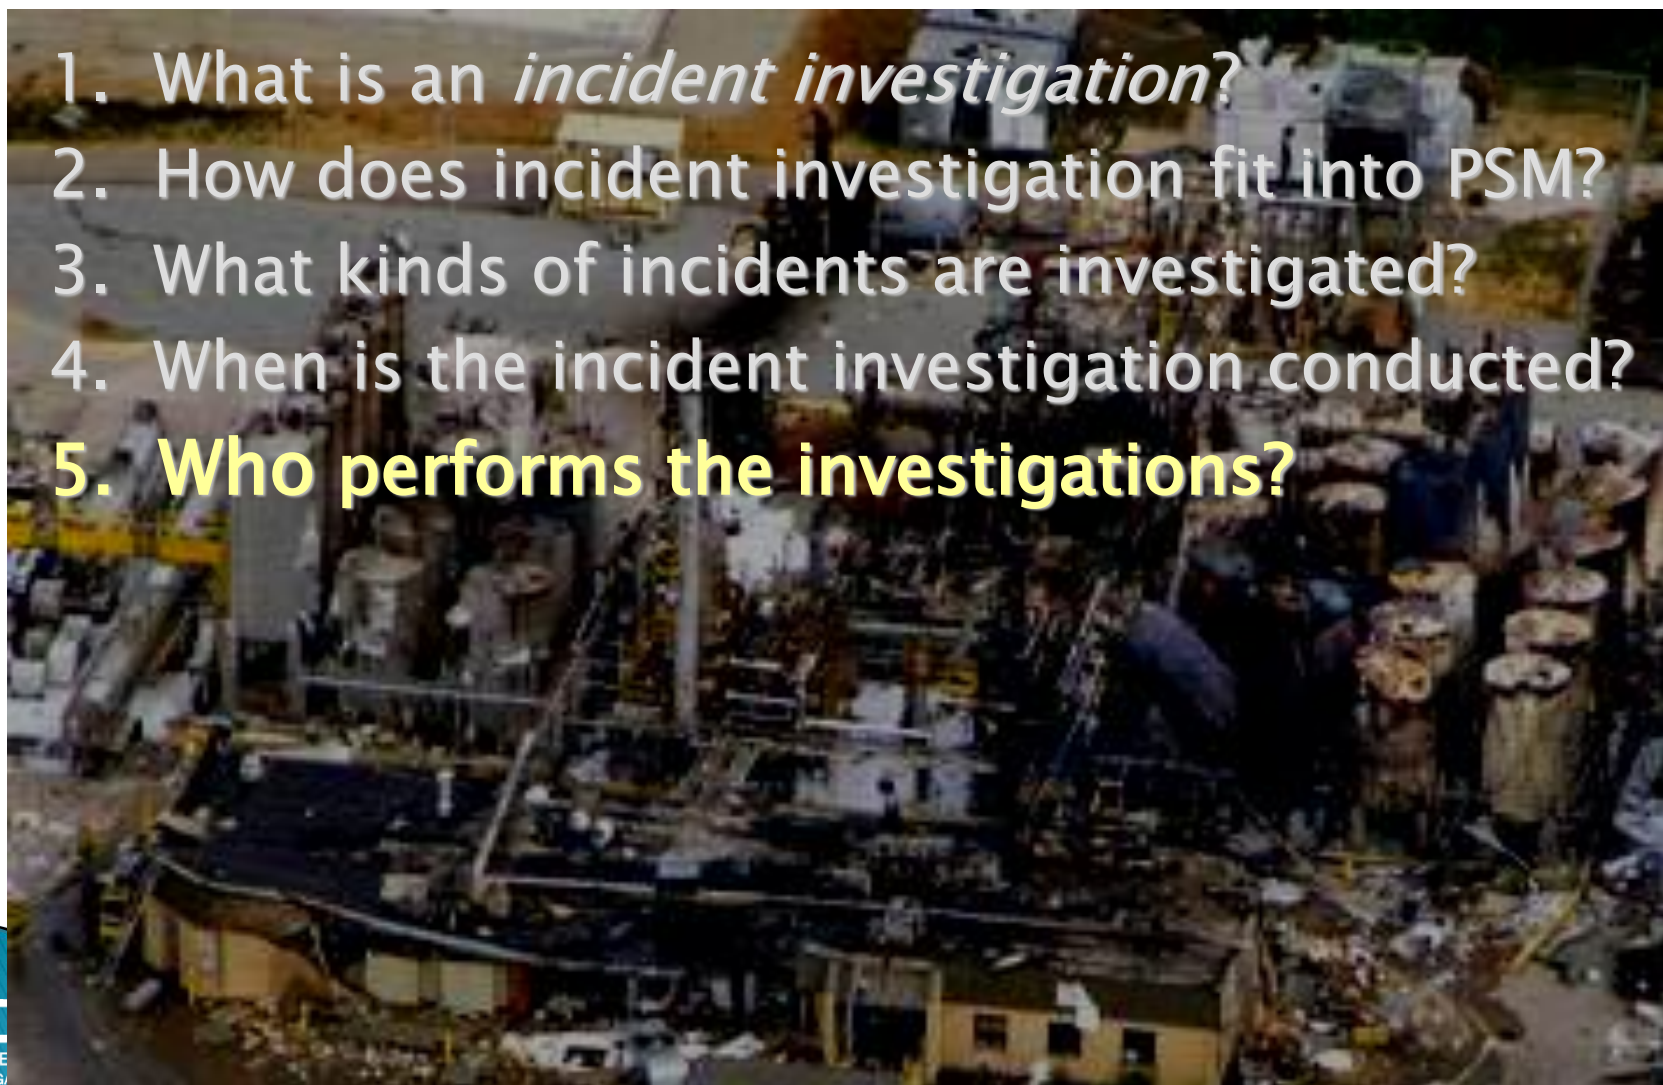 1. What is an incident investigation?
2. How does incident investigation fit into PSM?
3. What kinds of incidents are investigated?
4. When is the incident investigation conducted?
5. Who performs the investigations?
E